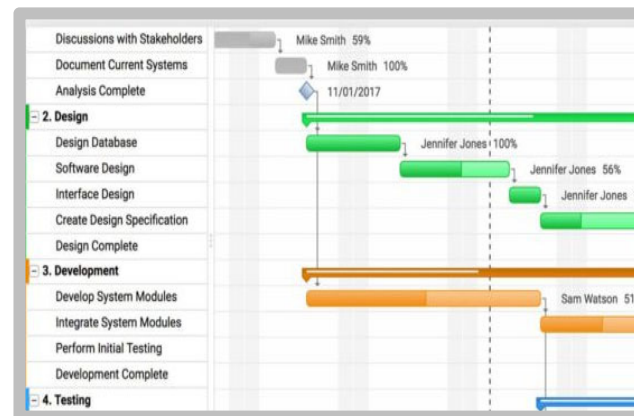 Discussions with Stakeholders Mike Smith 59%
Document Current Systems Mike Smith 100%
Analysis Complete 11/01/2017
2. Design
Design Database Jennifer Jones 100%
Software Design Jennifer Jones 56%
Interface Design Jennifer Jones
Create Design Specification
Design Complete
3. Development
Develop System Modules Sam Watson 51
Integrate System Modules
Perform Initial Testing
Development Complete
4. Testing